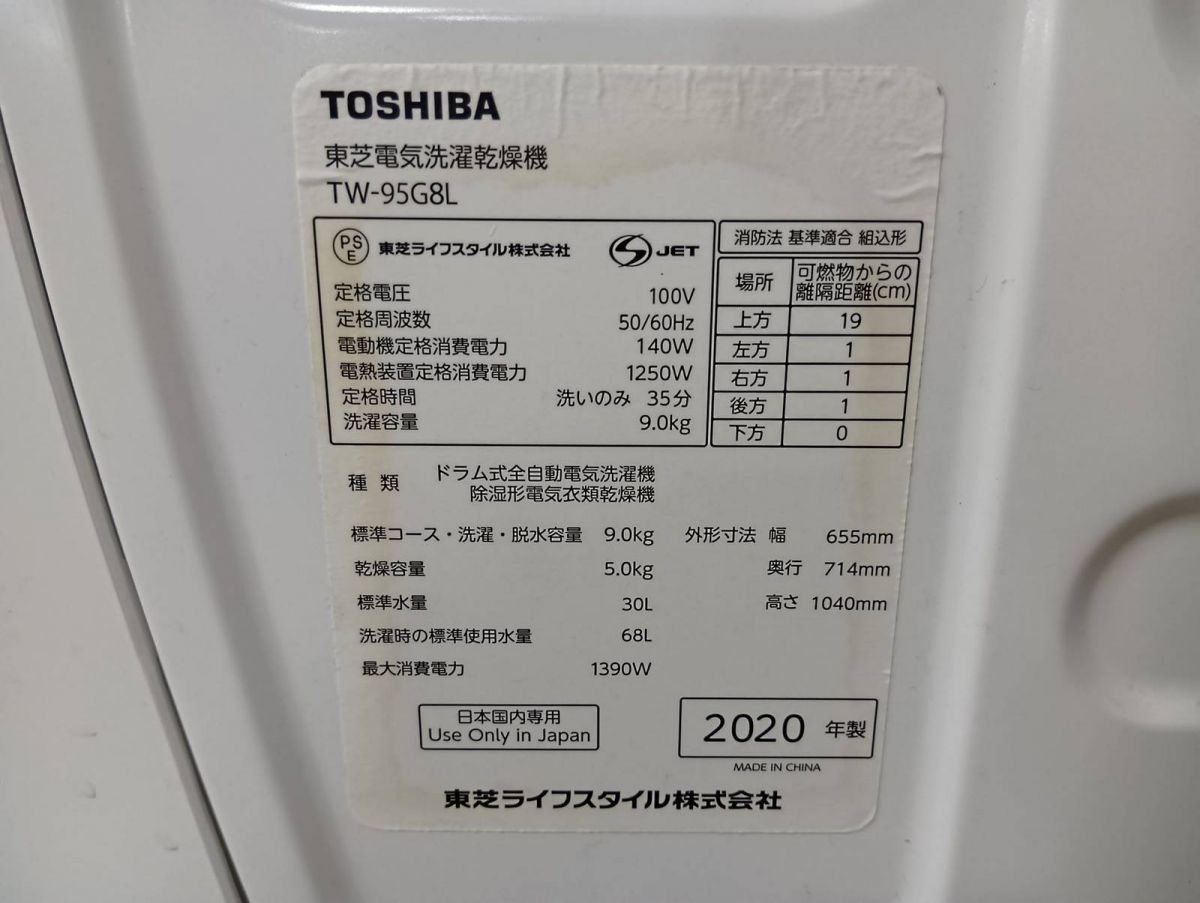 TOSHIBA
東芝電気洗濯乾燥機
TW-95G8L
PS
E
東芝ライフスタイル株式会社
S JET
定格電圧 100V
定格周波数 50/60Hz
電動機定格消費電力 140W
電熱装置定格消費電力 1250W
定格時間 洗いのみ 35分
洗濯容量 9.0kg
消防法 基準適合 組込形
場所 可燃物からの
離隔距離(cm)
上方 19
左方 1
右方 1
後方 1
下方 0
種類 ドラム式全自動電気洗濯機
除湿形電気衣類乾燥機
標準コース・洗濯・脱水容量 9.0kg
乾燥容量 5.0kg
標準水量 30L
洗濯時の標準使用水量 68L
最大消費電力 1390W
外形寸法 幅 655mm
奥行 714mm
高さ 1040mm
日本国内専用
Use Only in Japan
2020 年製
MADE IN CHINA
東芝ライフスタイル株式会社